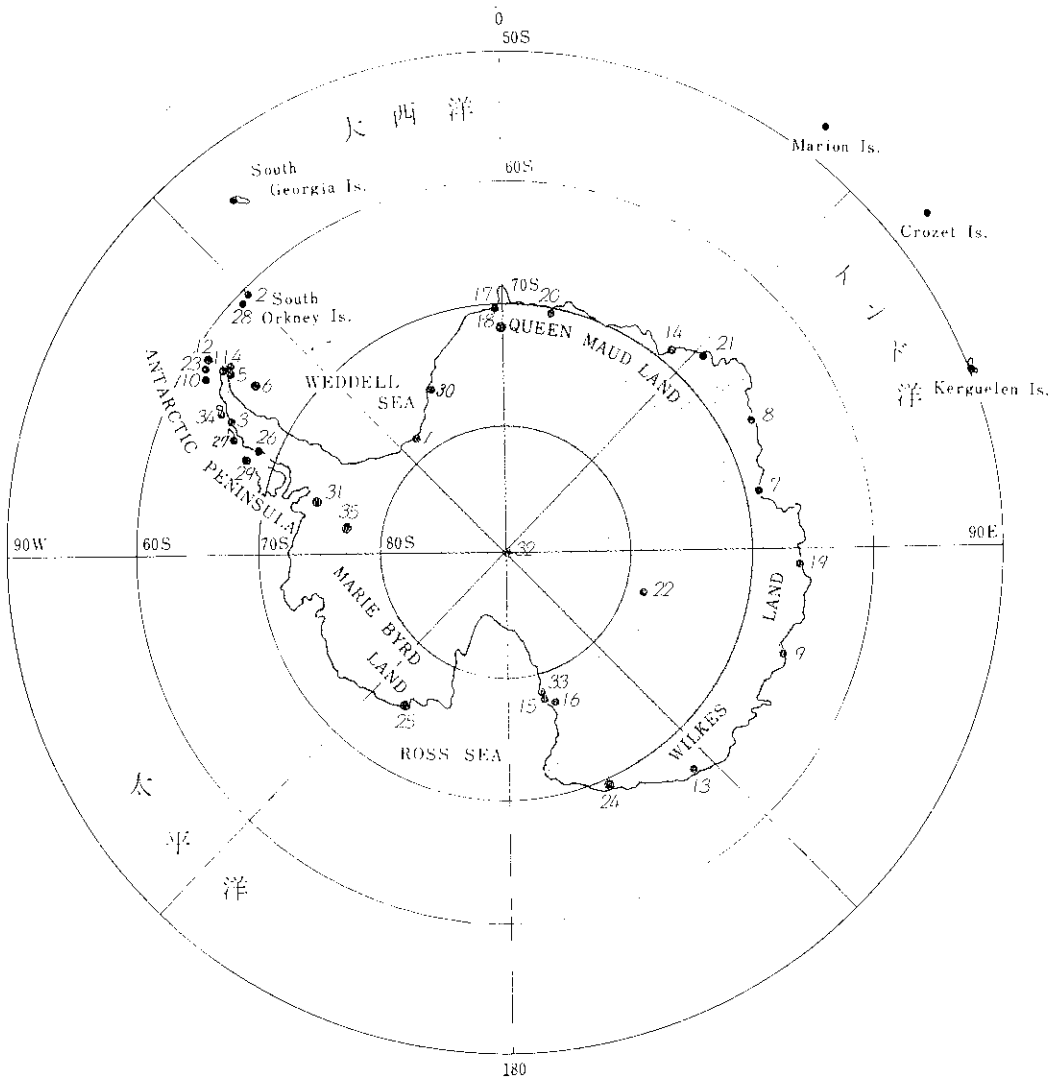 0
50S
大 西 洋
Marion Is.
South
Georgia Is.
60S
Crozet Is.
イ ン ド 洋
2 South
28 Orkney Is.
70S
17
20
18
QUEEN MAUD LAND
14
21
Kerguelen Is.
12
11
4
23
5
10
6
WEDDELL
SEA
30
8
ANTARCTIC PENINSULA
34
3
1
27
26
29
31
7
35
90W
60S
70S
80S
32
90E
19
22
MARIE BYRD
LAND
LAND
9
33
15
16
25
WILKES
ROSS SEA
13
24
太 平 洋
180